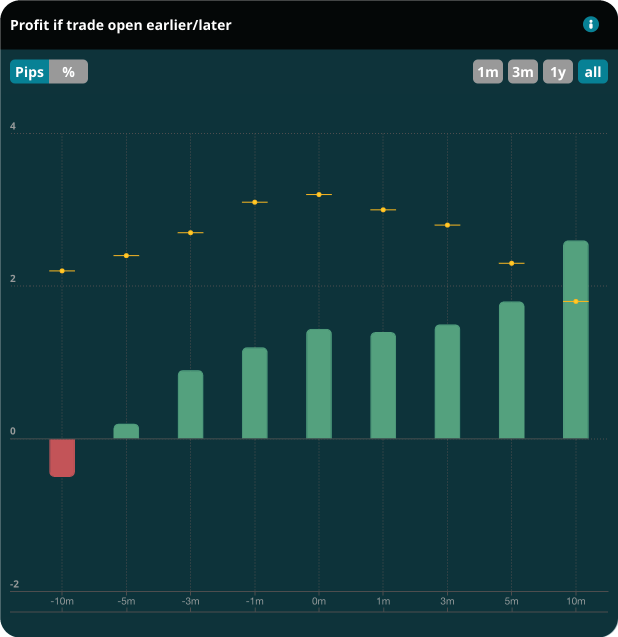 Profit if trade open earlier/later
Pips % 1m 3m 1y all
4
2
0
-2
-10m -5m -3m -1m 0m 1m 3m 5m 10m